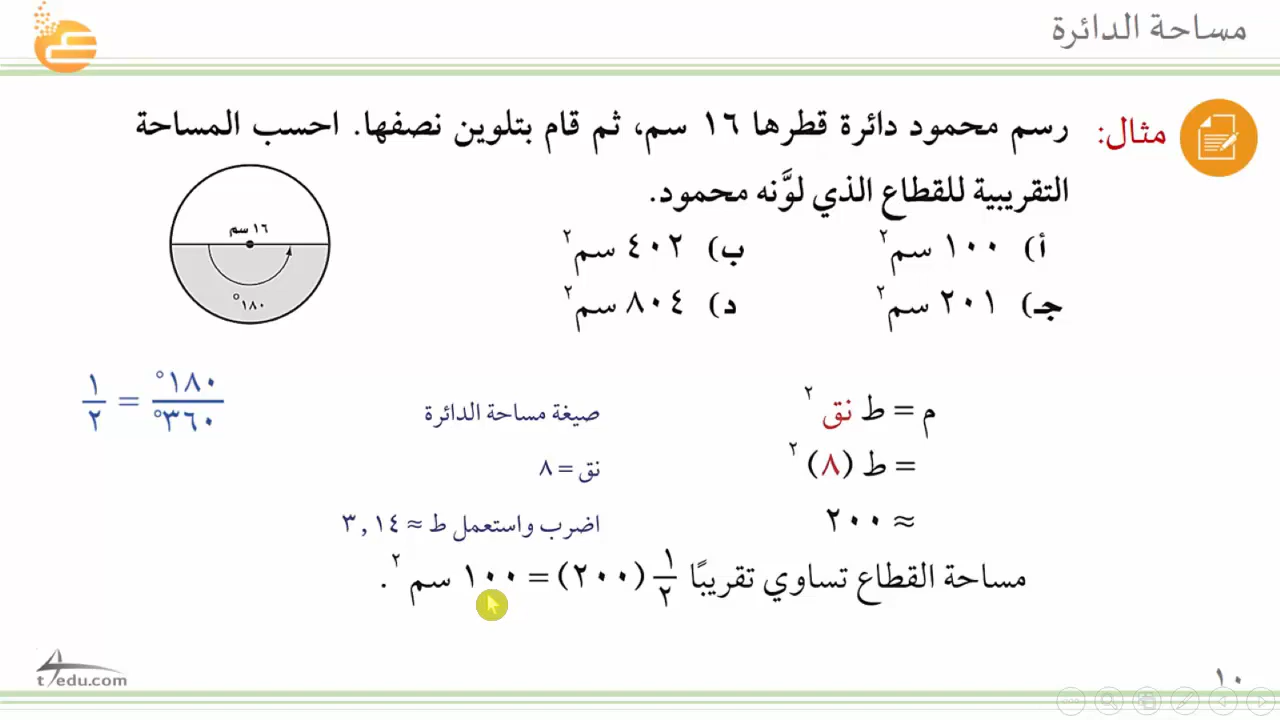 مساحة الدائرة
مثال: رسم محمود دائرة قطرها ١٦ سم، ثم قام بتلوين نصفها. احسب المساحة
التقريبية للقطاع الذي لوَّنه محمود.
أ) ١٠٠ سم٢ ب) ٤٠٢ سم٢
جـ) ٢٠١ سم٢ د) ٨٠٤ سم٢
١٦ سم
١٨٠°
م = ط نق٢ صيغة مساحة الدائرة
١٨٠°/٣٦٠° = ١/٢
= ط (٨)٢ نق = ٨
≈ ٢٠٠ اضرب واستعمل ط ≈ ٣,١٤
مساحة القطاع تساوي تقريبًا ١/٢ (٢٠٠) = ١٠٠ سم٢.
t4edu.com
١٠